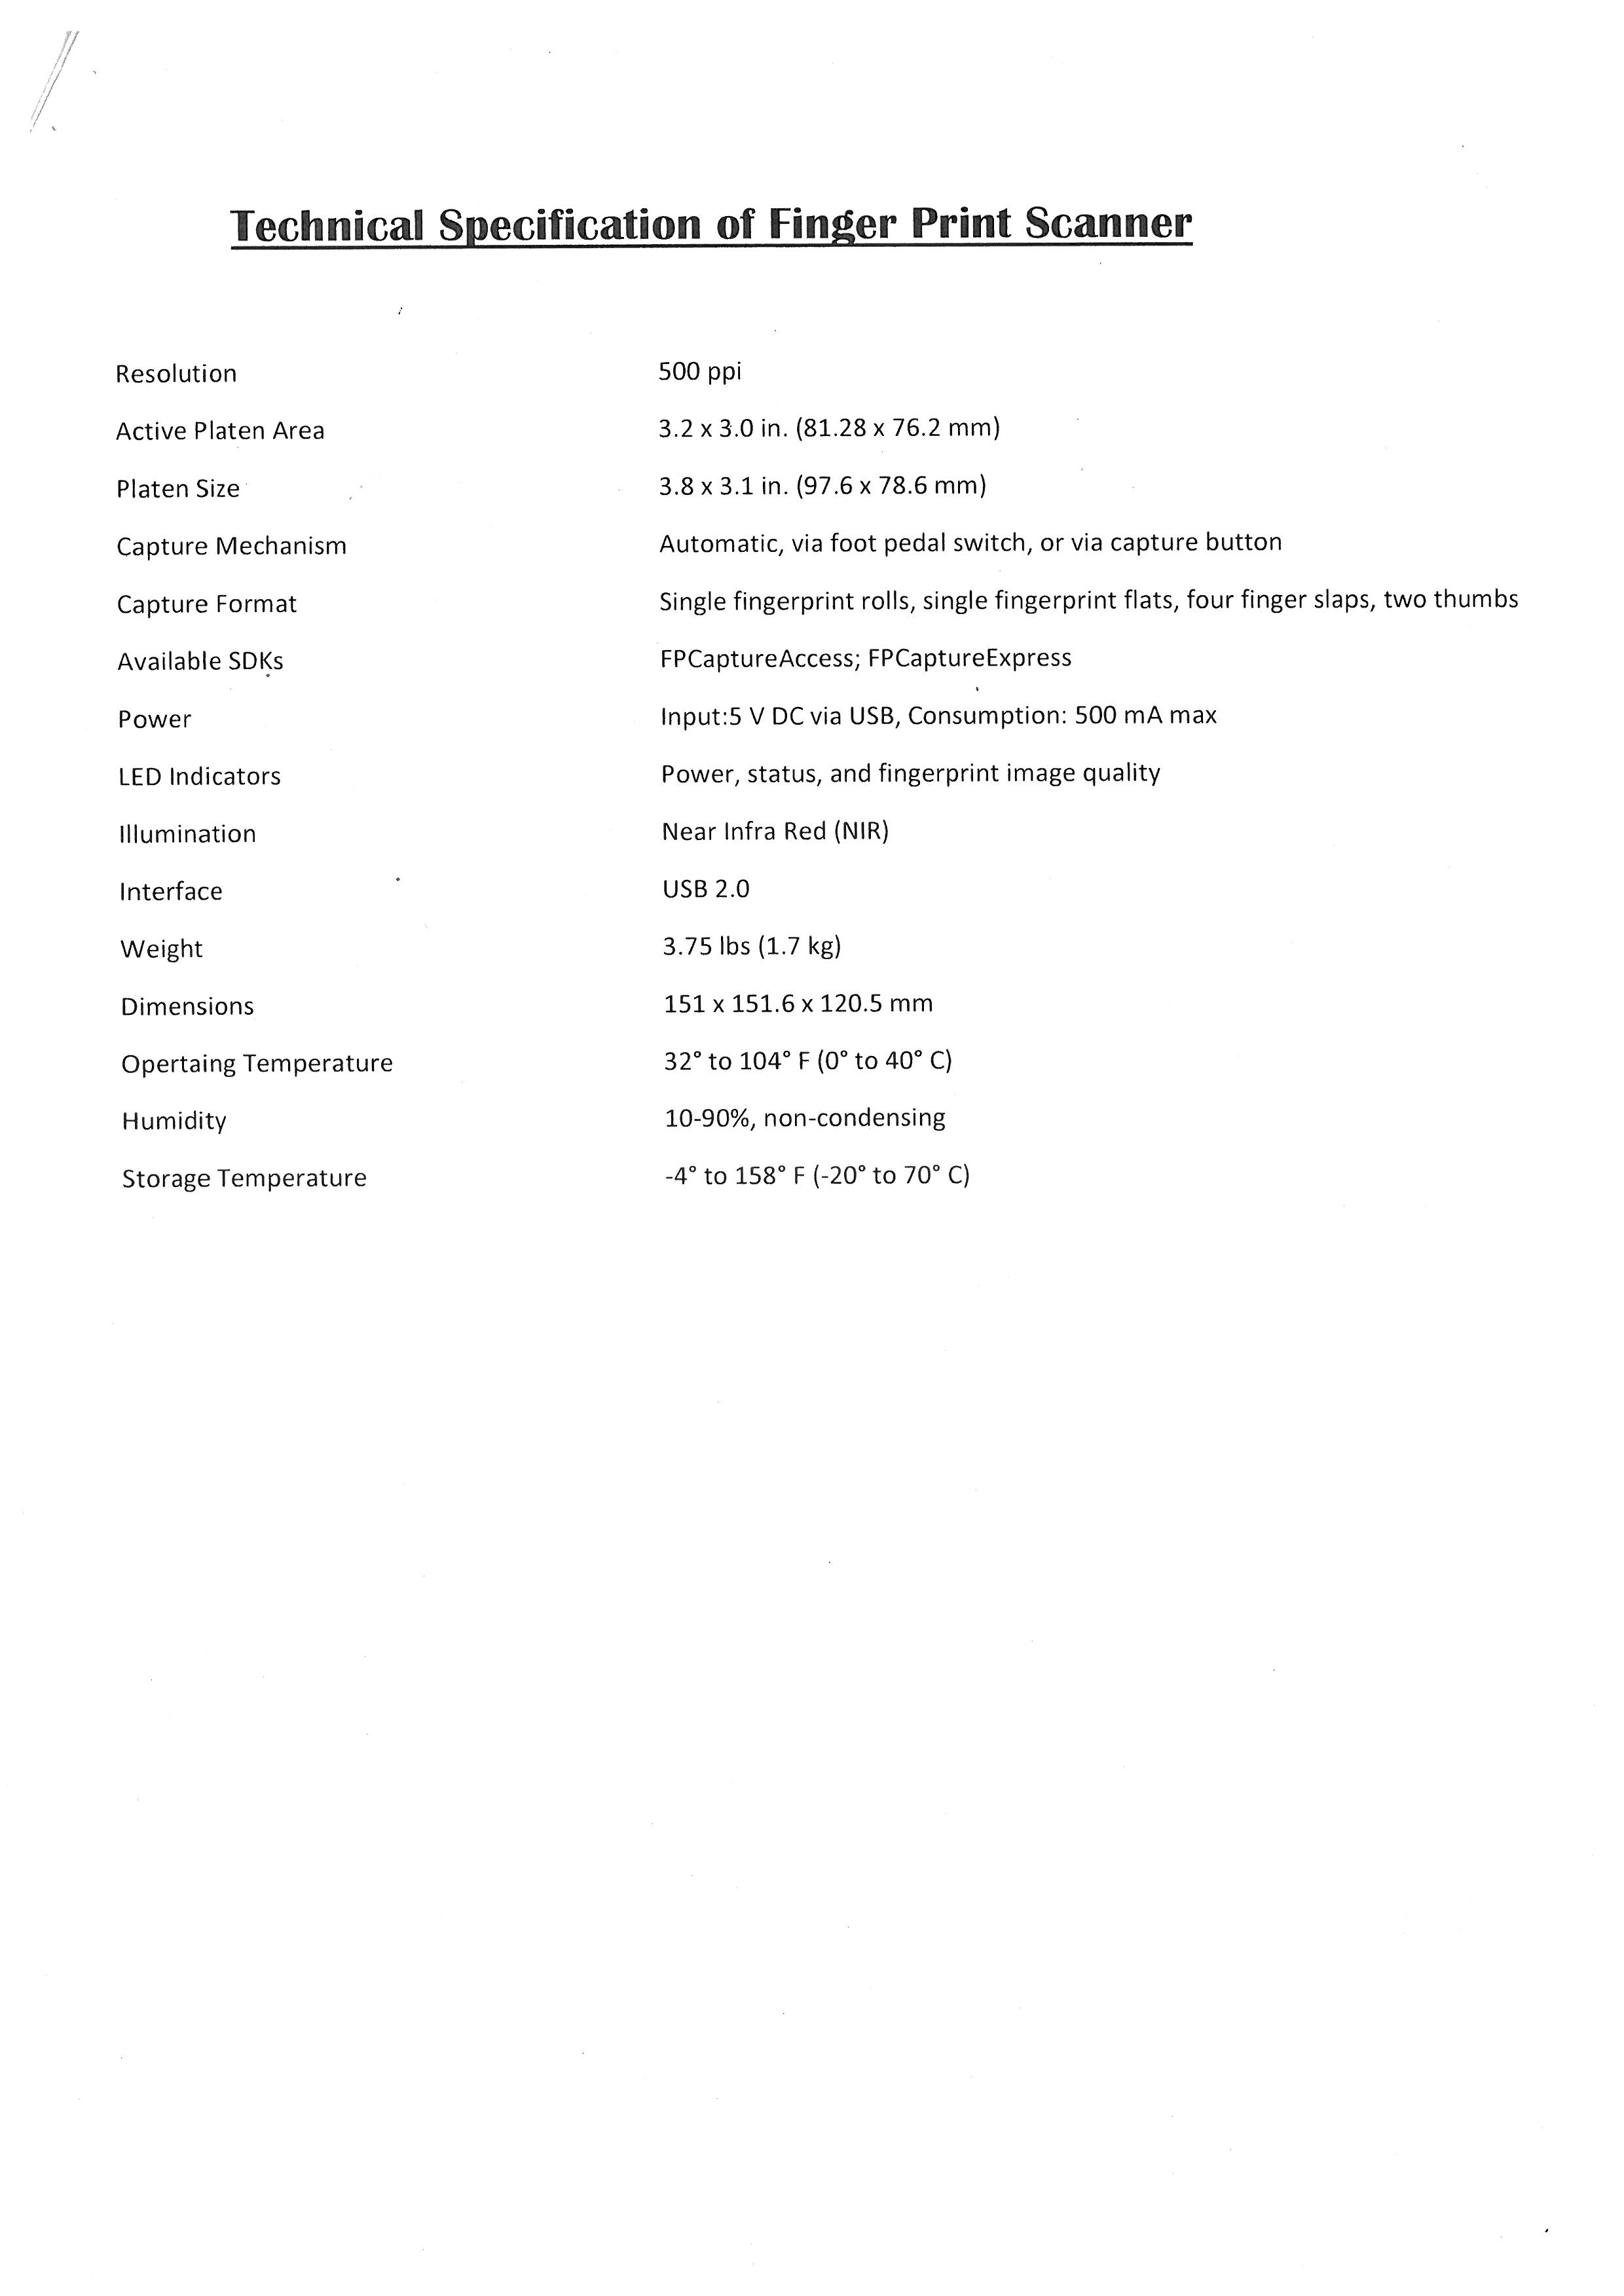 Technical Specification of Finger Print Scanner
Resolution 500 ppi
Active Platen Area 3.2 x 3.0 in. (81.28 x 76.2 mm)
Platen Size 3.8 x 3.1 in. (97.6 x 78.6 mm)
Capture Mechanism Automatic, via foot pedal switch, or via capture button
Capture Format Single fingerprint rolls, single fingerprint flats, four finger slaps, two thumbs
Available SDKs FPCaptureAccess; FPCaptureExpress
Power Input:5 V DC via USB, Consumption: 500 mA max
LED Indicators Power, status, and fingerprint image quality
Illumination Near Infra Red (NIR)
Interface USB 2.0
Weight 3.75 lbs (1.7 kg)
Dimensions 151 x 151.6 x 120.5 mm
Opertaing Temperature 32° to 104° F (0° to 40° C)
Humidity 10-90%, non-condensing
Storage Temperature -4° to 158° F (-20° to 70° C)